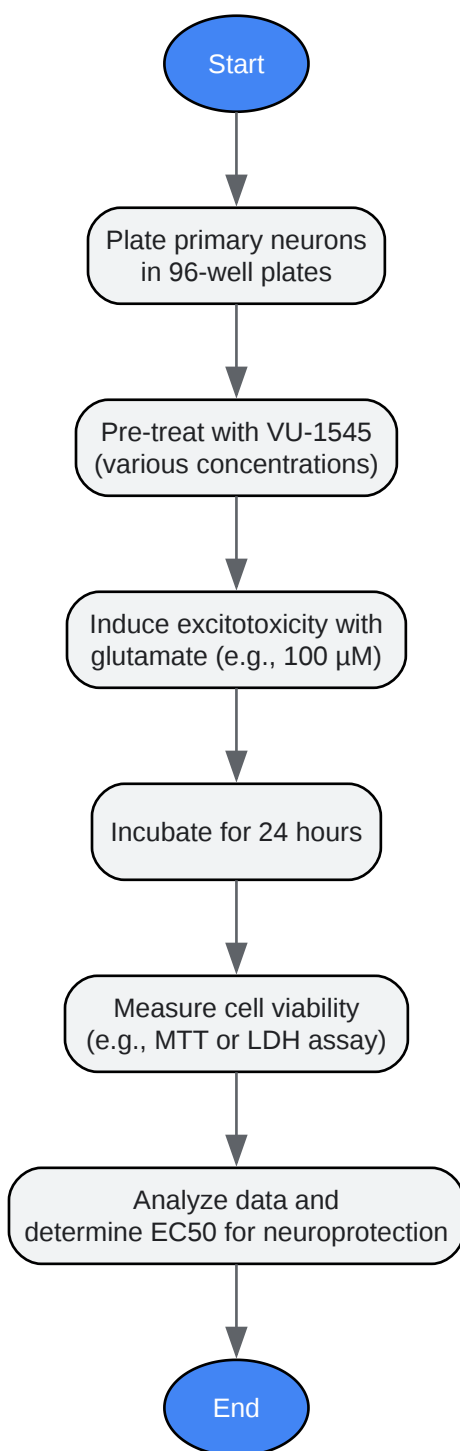 Start
Plate primary neurons
in 96-well plates
Pre-treat with VU-1545
(various concentrations)
Induce excitotoxicity with
glutamate (e.g., 100 µM)
Incubate for 24 hours
Measure cell viability
(e.g., MTT or LDH assay)
Analyze data and
determine EC50 for neuroprotection
End